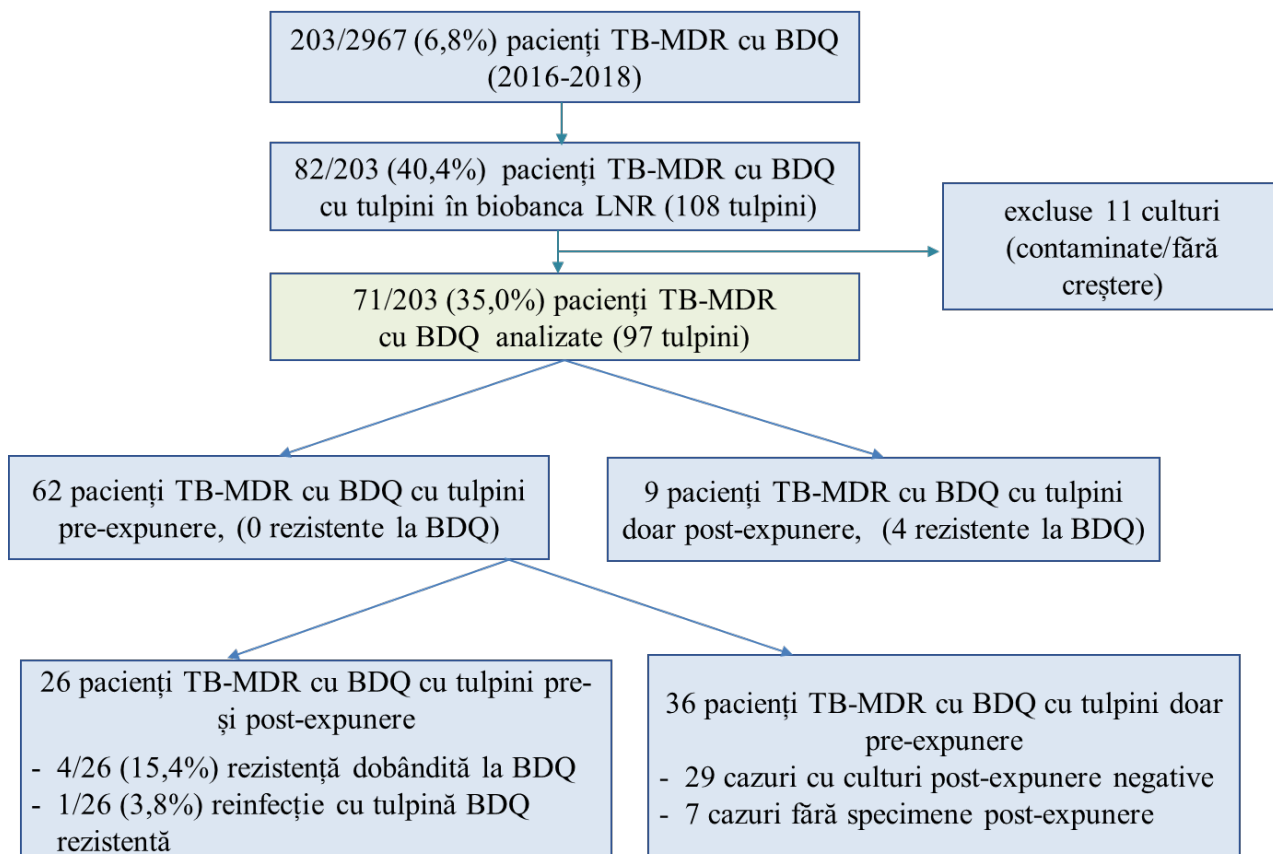 203/2967 (6,8%) pacienți TB-MDR cu BDQ
(2016-2018)
82/203 (40,4%) pacienți TB-MDR cu BDQ
cu tulpini în biobanca LNR (108 tulpini)
excluse 11 culturi
(contaminate/fără
creștere)
71/203 (35,0%) pacienți TB-MDR
cu BDQ analizate (97 tulpini)
62 pacienți TB-MDR cu BDQ cu tulpini
pre-expunere, (0 rezistente la BDQ)
9 pacienți TB-MDR cu BDQ cu tulpini
doar post-expunere, (4 rezistente la BDQ)
26 pacienți TB-MDR cu BDQ cu tulpini pre-
și post-expunere
- 4/26 (15,4%) rezistență dobândită la BDQ
- 1/26 (3,8%) reinfecție cu tulpină BDQ
rezistentă
36 pacienți TB-MDR cu BDQ cu tulpini doar
pre-expunere
- 29 cazuri cu culturi post-expunere negative
- 7 cazuri fără specimene post-expunere